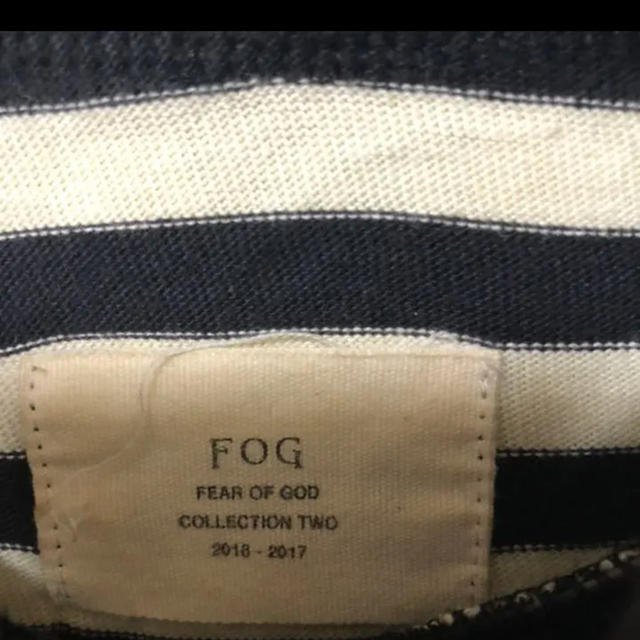 FOG
FEAR OF GOD
COLLECTION TWO
2016 - 2017